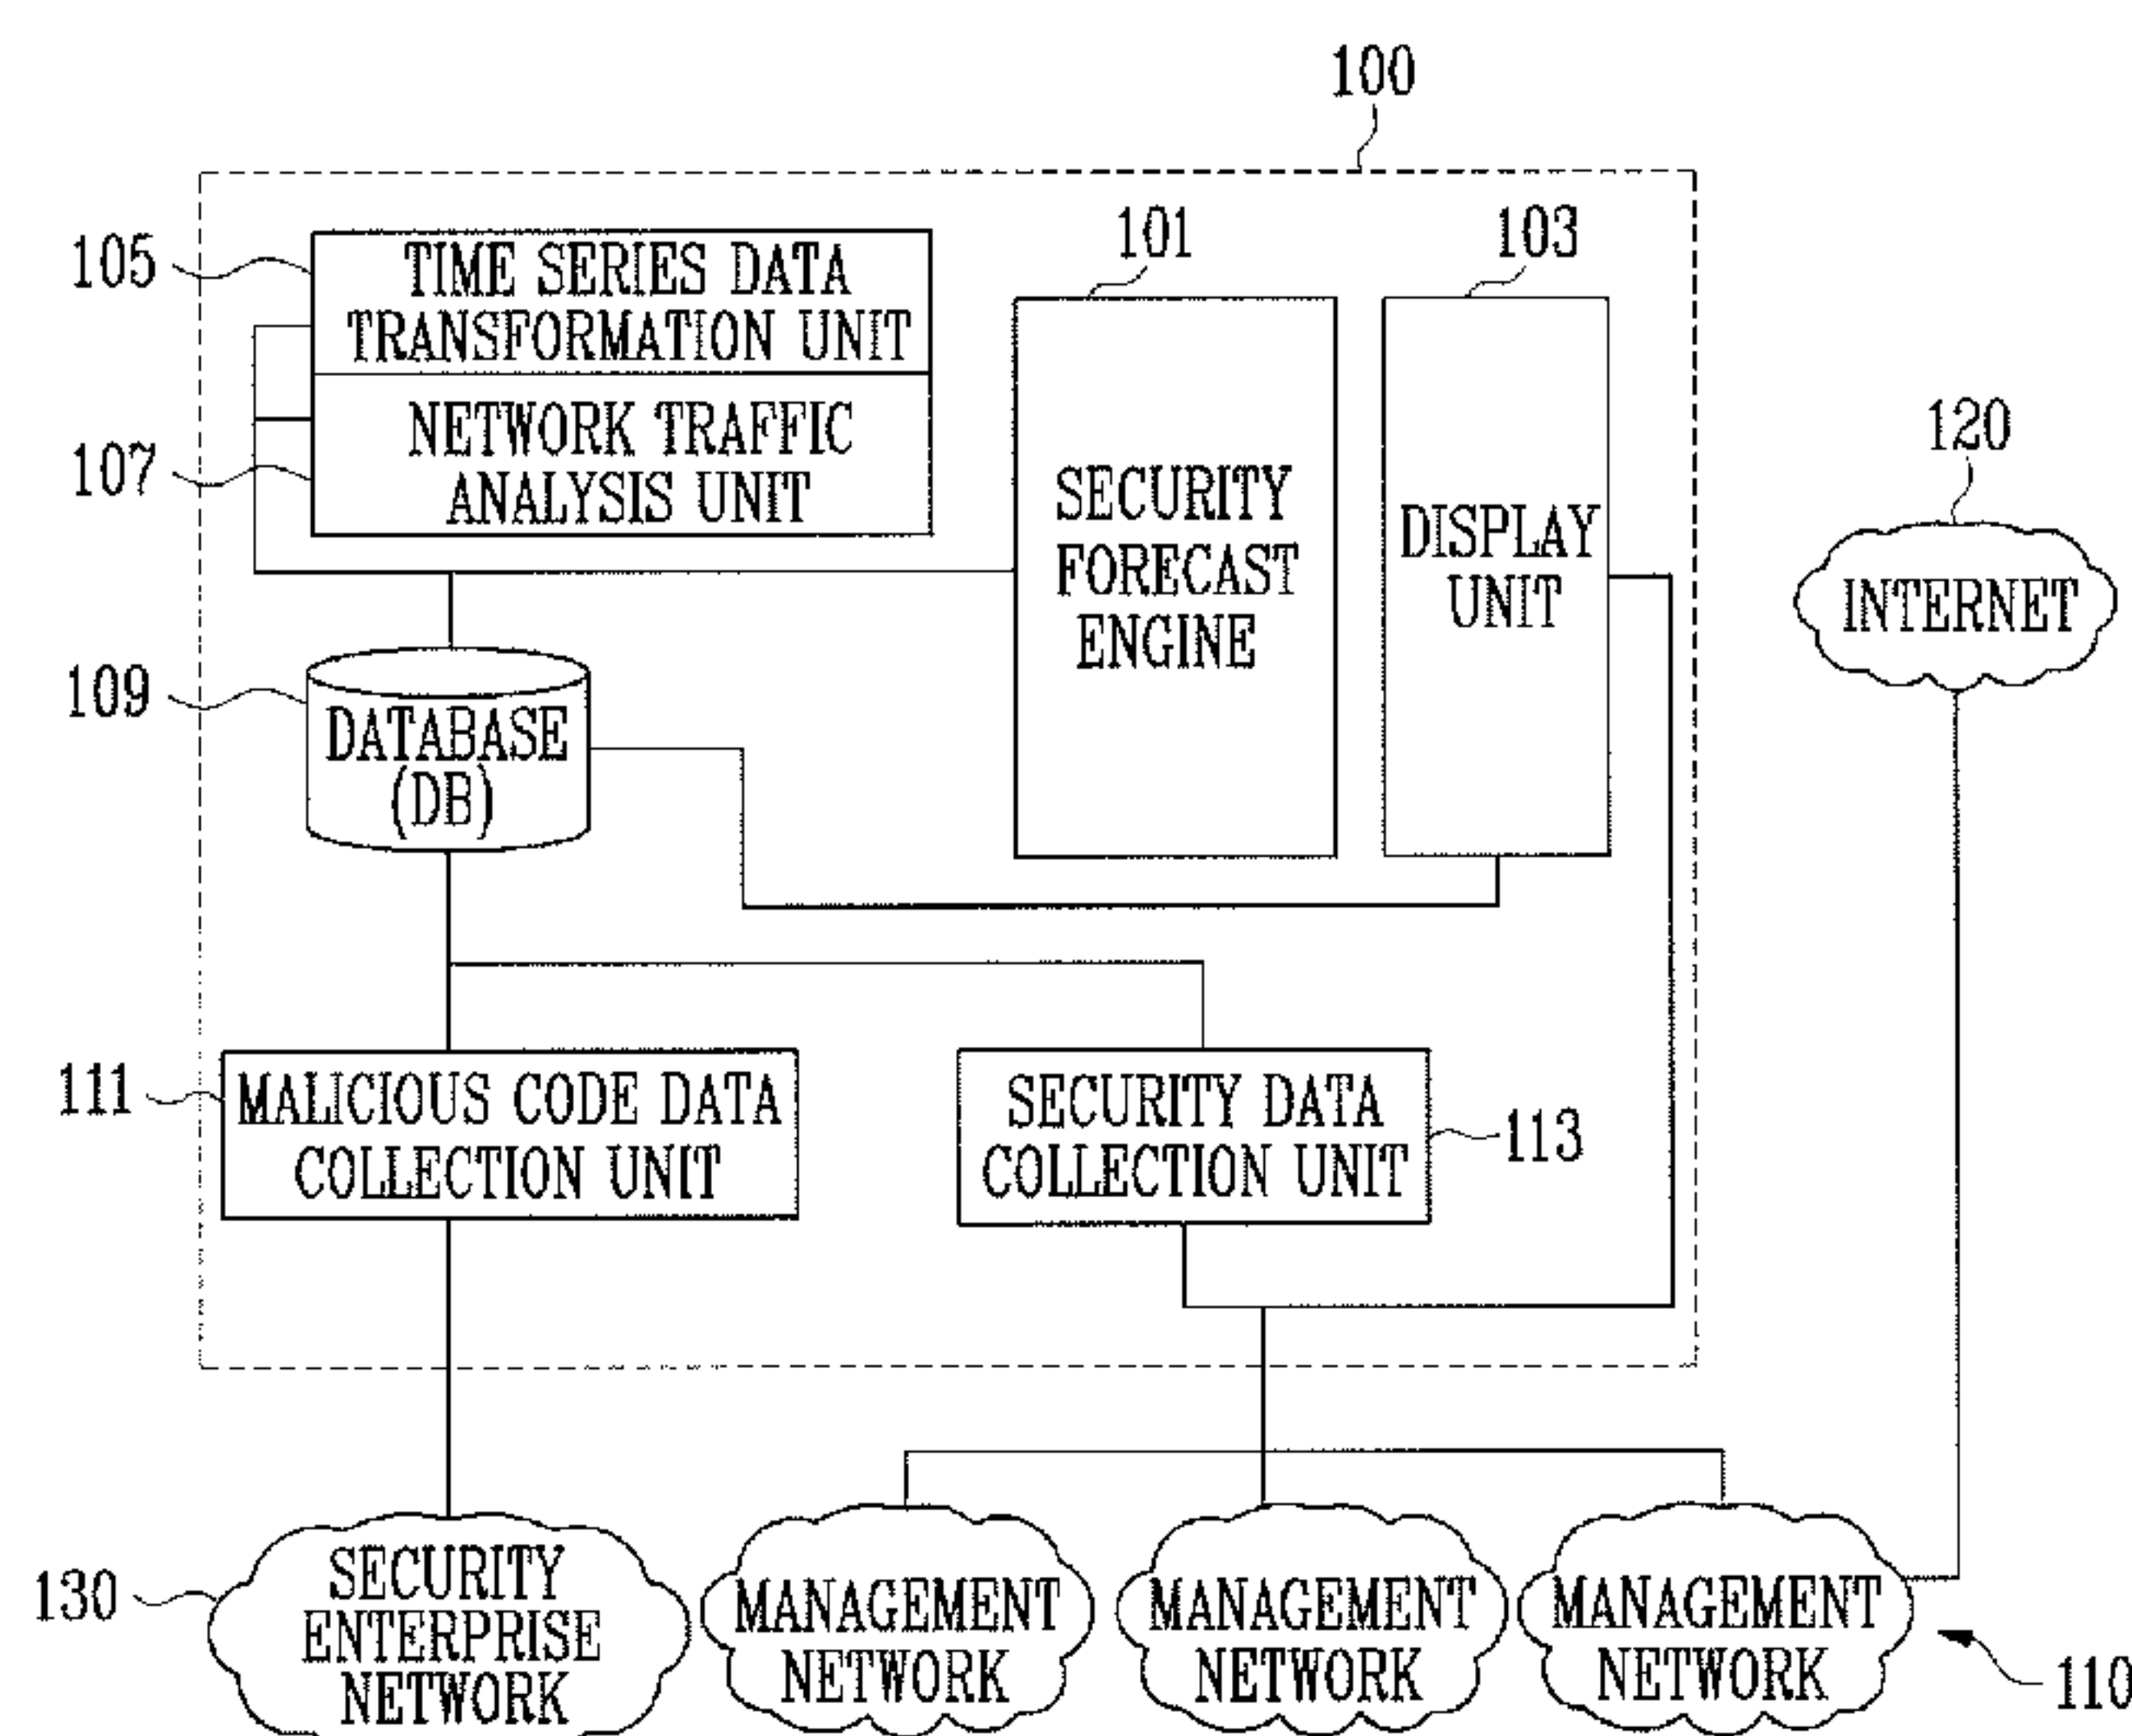 100
105
TIME SERIES DATA
TRANSFORMATION UNIT
101
103
107
NETWORK TRAFFIC
ANALYSIS UNIT
SECURITY
FORECAST
ENGINE
DISPLAY
UNIT
120
INTERNET
109
DATABASE
(DB)
111
MALICIOUS CODE DATA
COLLECTION UNIT
SECURITY DATA
COLLECTION UNIT
113
130
SECURITY
ENTERPRISE
NETWORK
MANAGEMENT
NETWORK
MANAGEMENT
NETWORK
MANAGEMENT
NETWORK
110